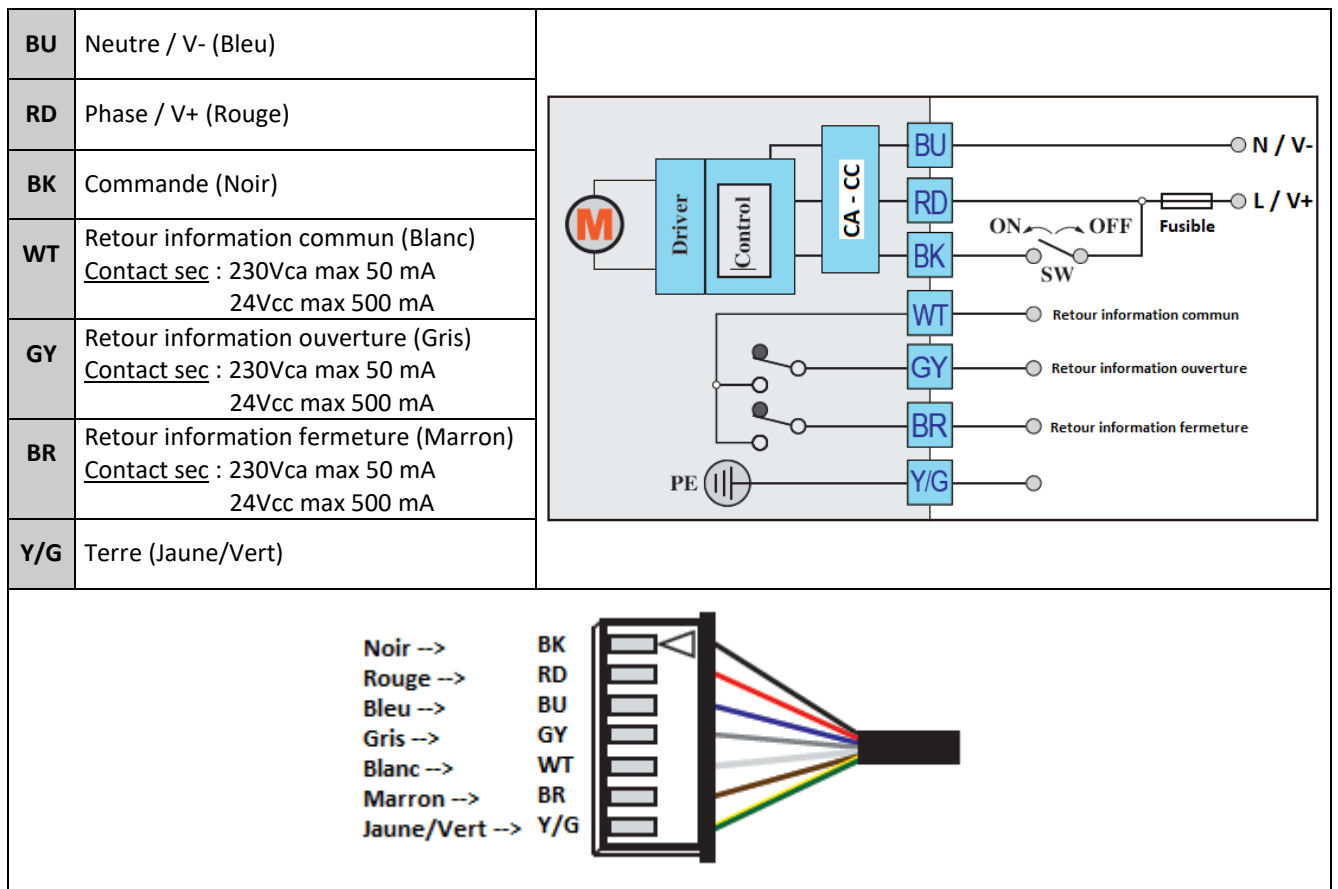 BU Neutre / V- (Bleu)
RD Phase / V+ (Rouge)
BK Commande (Noir)
WT Retour information commun (Blanc)
Contact sec : 230Vca max 50 mA
24Vcc max 500 mA
GY Retour information ouverture (Gris)
Contact sec : 230Vca max 50 mA
24Vcc max 500 mA
BR Retour information fermeture (Marron)
Contact sec : 230Vca max 50 mA
24Vcc max 500 mA
Y/G Terre (Jaune/Vert)
M
Driver
Control
CA - CC
BU
N / V-
RD
L / V+
Fusible
ON OFF
SW
BK
WT
Retour information commun
GY
Retour information ouverture
BR
Retour information fermeture
PE
Y/G
Noir --> BK
Rouge --> RD
Bleu --> BU
Gris --> GY
Blanc --> WT
Marron --> BR
Jaune/Vert --> Y/G